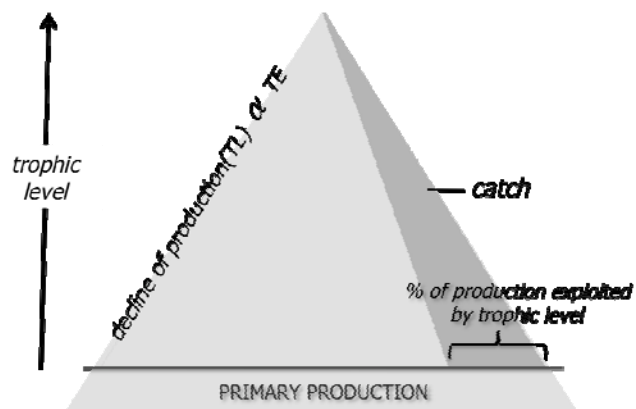 decline of production(TL) α TE
trophic
level
catch
% of production exploited
by trophic level
PRIMARY PRODUCTION